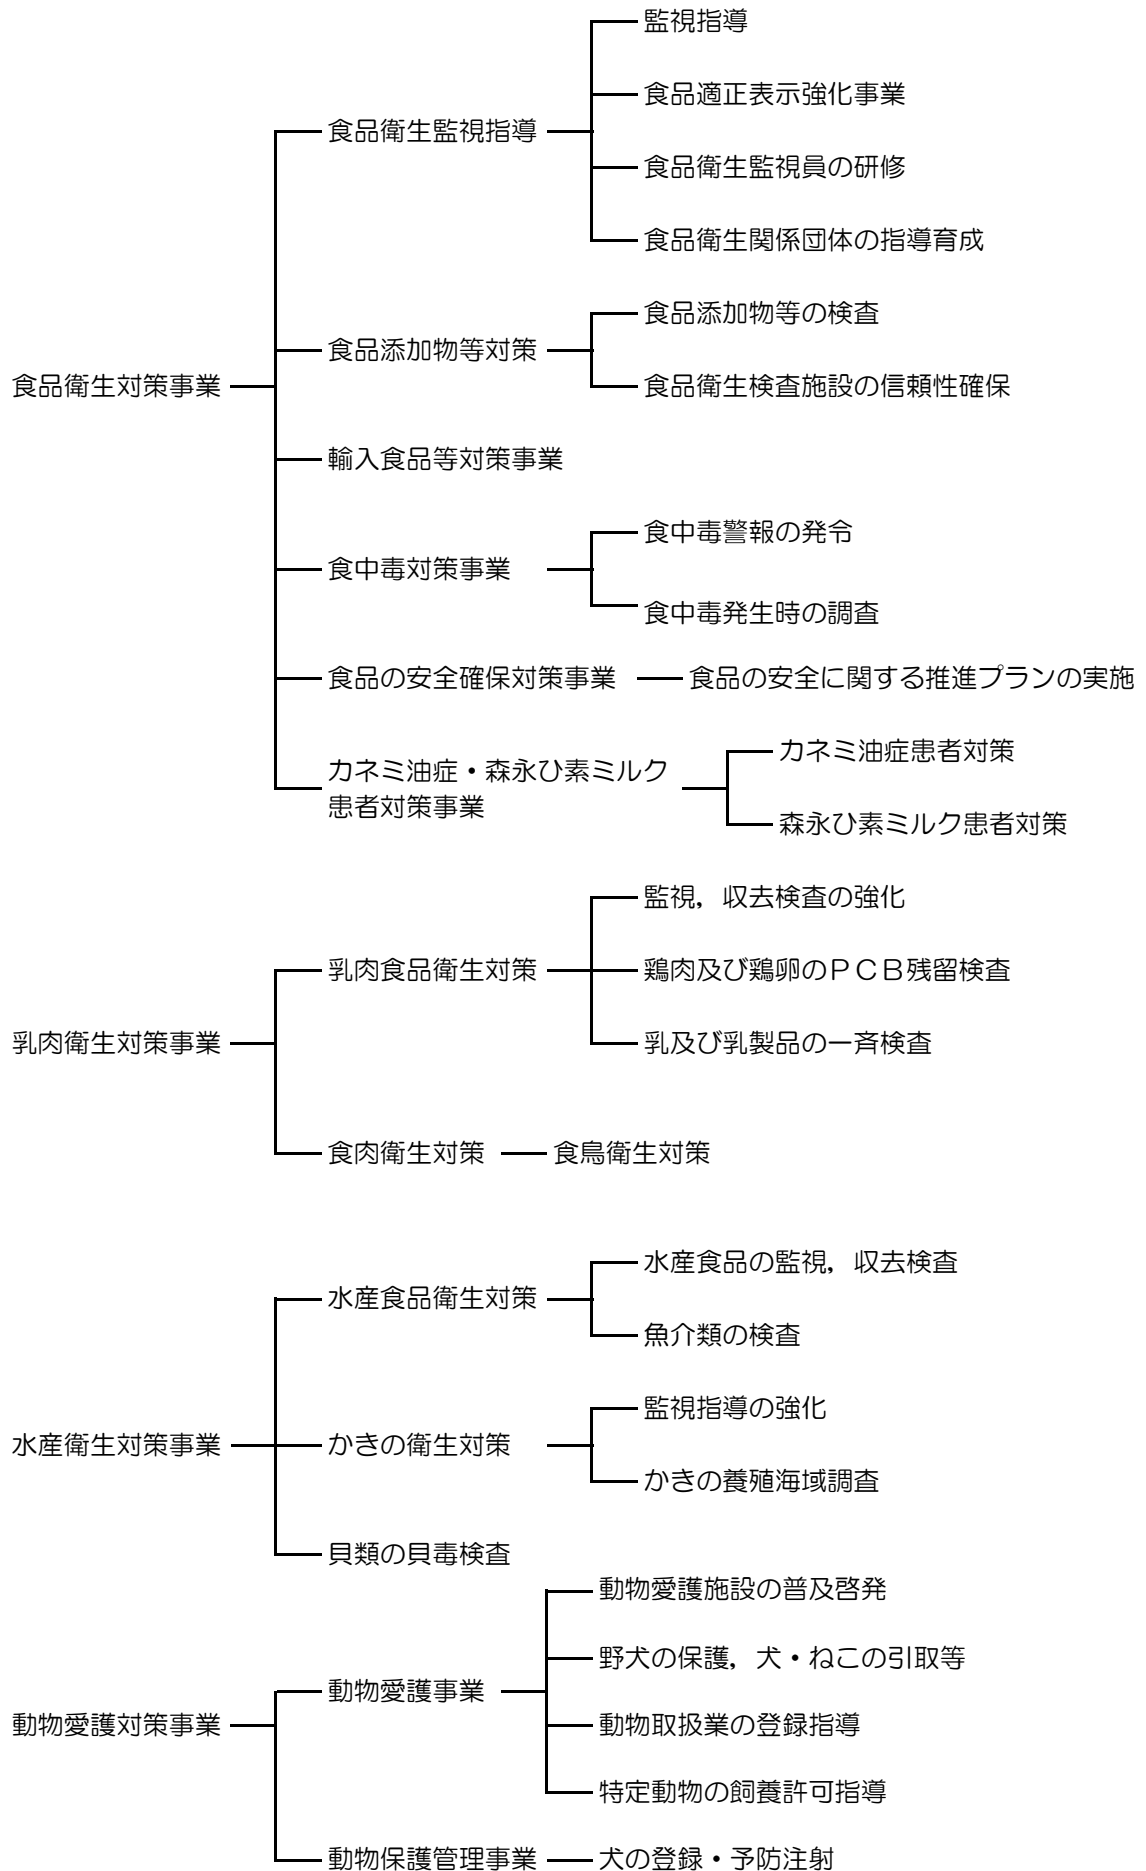 食品衛生対策事業
食品衛生監視指導
監視指導
食品適正表示強化事業
食品衛生監視員の研修
食品衛生関係団体の指導育成
食品添加物等対策
食品添加物等の検査
食品衛生検査施設の信頼性確保
輸入食品等対策事業
食中毒対策事業
食中毒警報の発令
食中毒発生時の調査
食品の安全確保対策事業
食品の安全に関する推進プランの実施
カネミ油症・森永ひ素ミルク
患者対策事業
カネミ油症患者対策
森永ひ素ミルク患者対策
乳肉衛生対策事業
乳肉食品衛生対策
監視，収去検査の強化
鶏肉及び鶏卵のＰＣＢ残留検査
乳及び乳製品の一斉検査
食肉衛生対策
食鳥衛生対策
水産衛生対策事業
水産食品衛生対策
水産食品の監視，収去検査
魚介類の検査
かきの衛生対策
監視指導の強化
かきの養殖海域調査
貝類の貝毒検査
動物愛護対策事業
動物愛護事業
動物愛護施設の普及啓発
野犬の保護，犬・ねこの引取等
動物取扱業の登録指導
特定動物の飼養許可指導
動物保護管理事業
犬の登録・予防注射